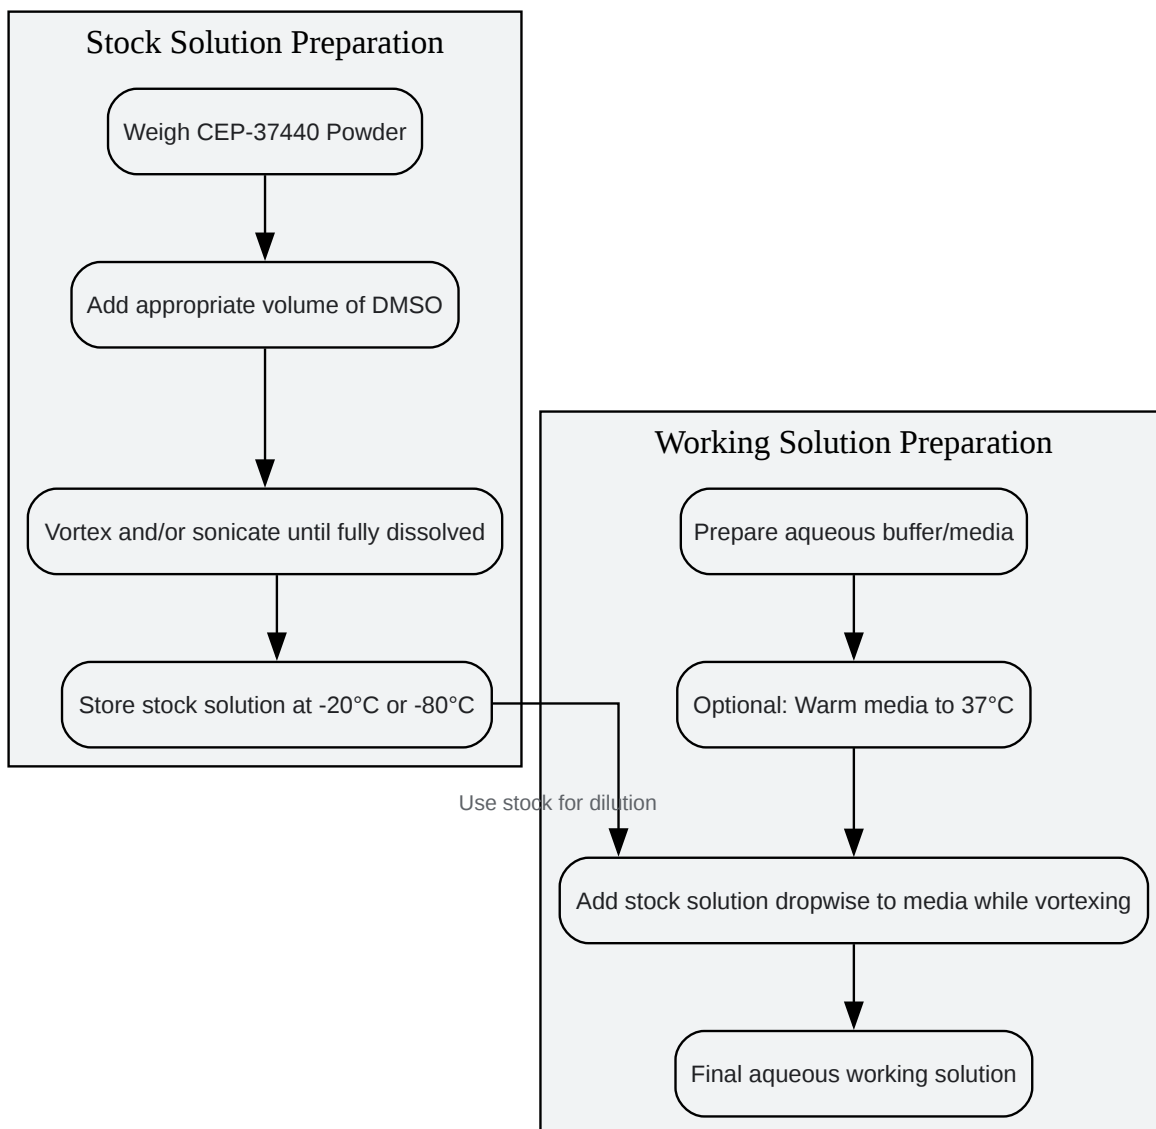 Stock Solution Preparation
Weigh CEP-37440 Powder
Add appropriate volume of DMSO
Vortex and/or sonicate until fully dissolved
Store stock solution at -20°C or -80°C
Use stock for dilution
Working Solution Preparation
Prepare aqueous buffer/media
Optional: Warm media to 37°C
Add stock solution dropwise to media while vortexing
Final aqueous working solution